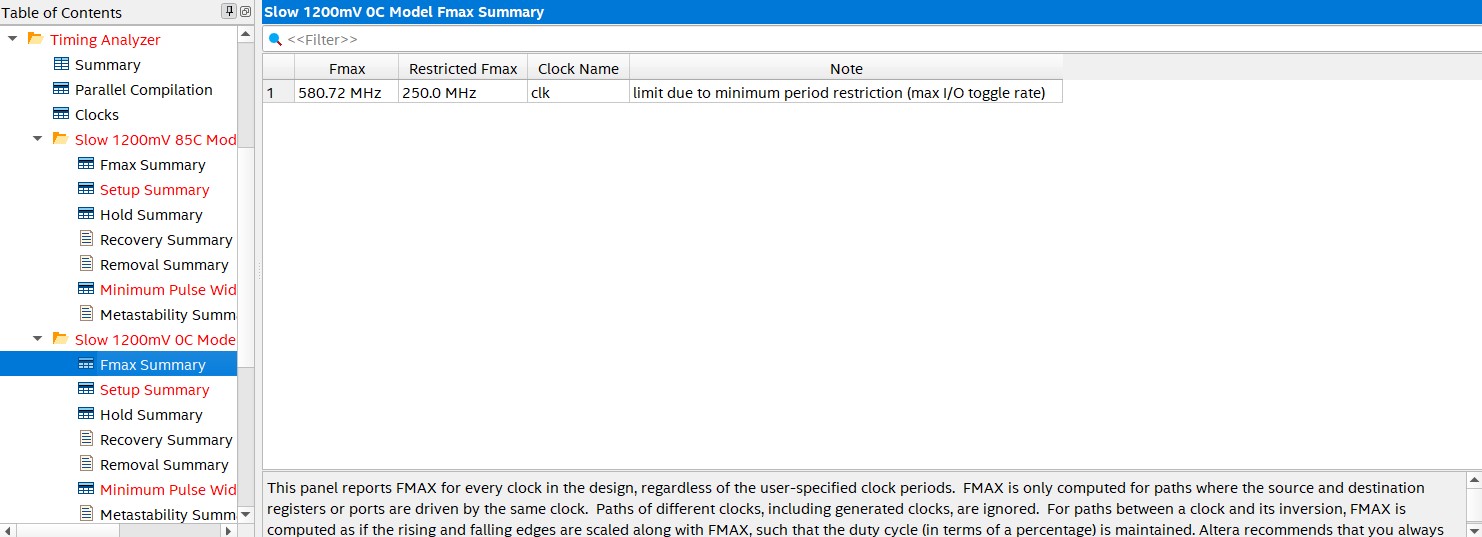 Table of Contents
Timing Analyzer
Summary
Parallel Compilation
Clocks
Slow 1200mV 85C Mod
Fmax Summary
Setup Summary
Hold Summary
Recovery Summary
Removal Summary
Minimum Pulse Wid
Metastability Summ
Slow 1200mV 0C Mode
Fmax Summary
Setup Summary
Hold Summary
Recovery Summary
Removal Summary
Minimum Pulse Wid
Metastability Summ
Slow 1200mV 0C Model Fmax Summary
<<Filter>>
Fmax Restricted Fmax Clock Name Note
1 580.72 MHz 250.0 MHz clk limit due to minimum period restriction (max I/O toggle rate)
This panel reports FMAX for every clock in the design, regardless of the user-specified clock periods.  FMAX is only computed for paths where the source and destination
registers or ports are driven by the same clock.  Paths of different clocks, including generated clocks, are ignored.  For paths between a clock and its inversion, FMAX is
computed as if the rising and falling edges are scaled along with FMAX, such that the duty cycle (in terms of a percentage) is maintained. Altera recommends that you always